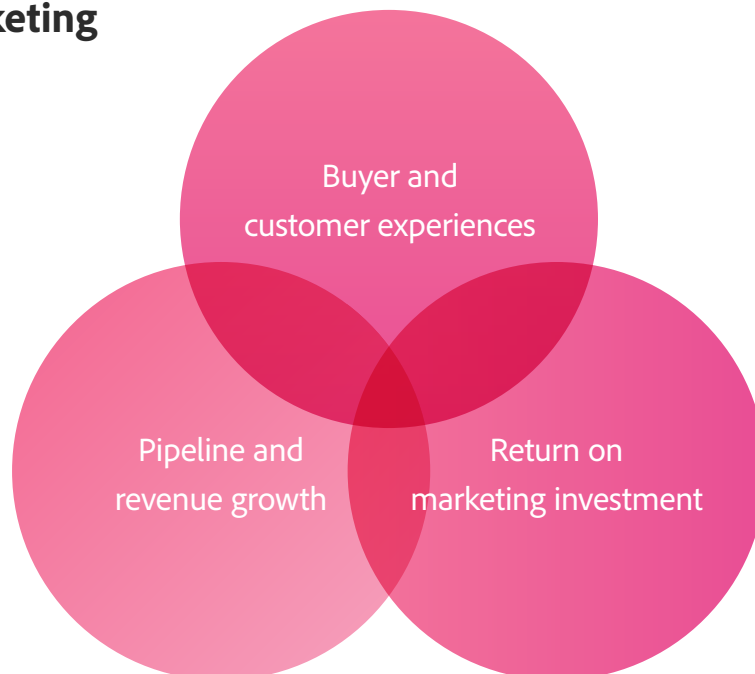 keting
Buyer and
customer experiences
Pipeline and
revenue growth
Return on
marketing investment